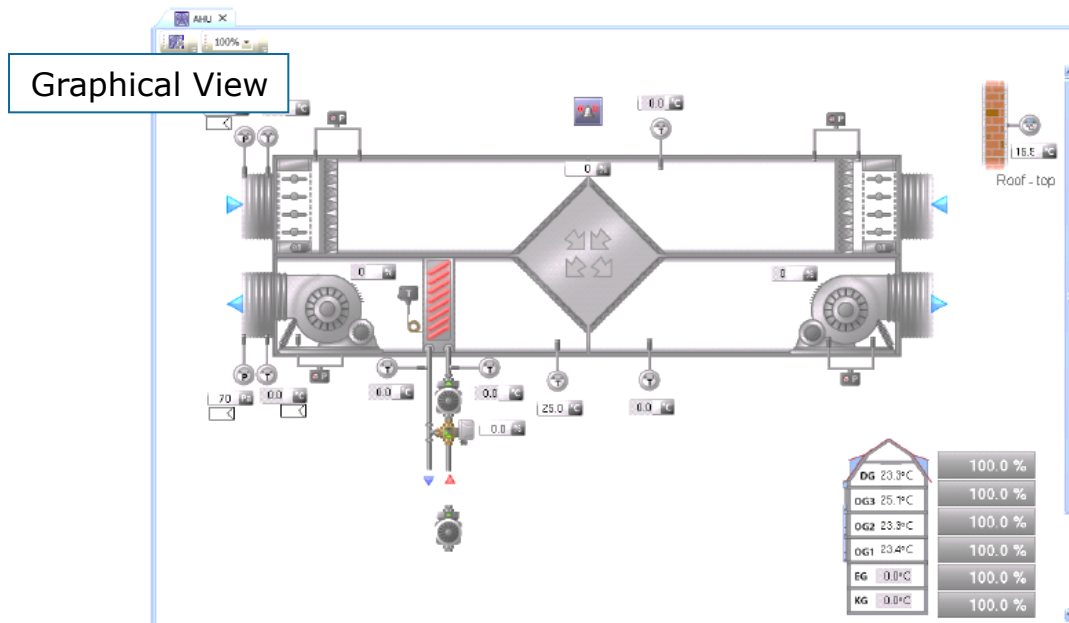 AHU
100%
Graphical View
°C
0.0 °C
P
P
P T
T
15.5 °C
Roof - top
0 %
0 %
0 %
T
T T
T T
P T
P
P
0.0 °C
0.0 °C
70 Pa
0.0 °C
25.0 °C
0.0 °C
0.0 %
DG 23.3°C 100.0 %
OG3 25.1°C 100.0 %
OG2 23.3°C 100.0 %
OG1 23.4°C 100.0 %
EG 0.0°C 100.0 %
KG 0.0°C 100.0 %